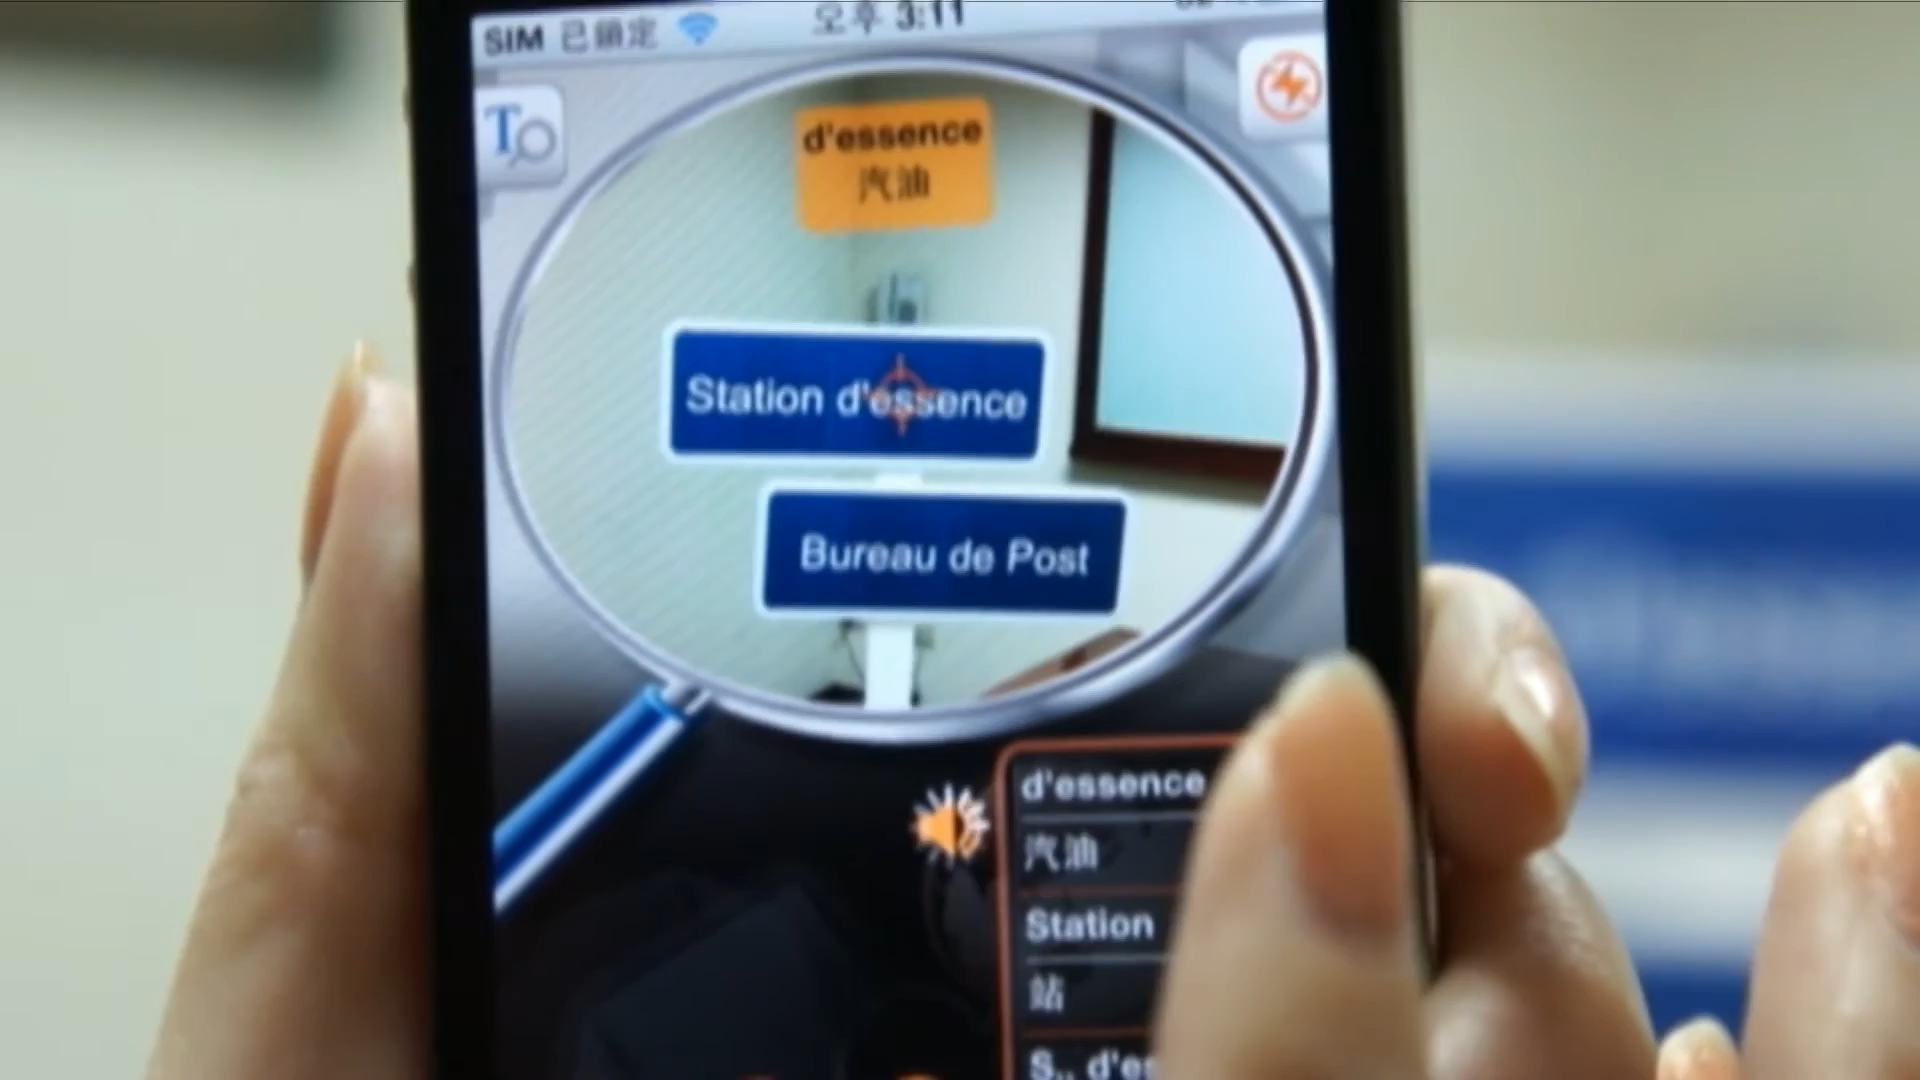 SIM 已鎖定 오후 3:11
T
d'essence
汽油
Station d'essence
Bureau de Post
d'essence
汽油
Station
站
S.. d'es